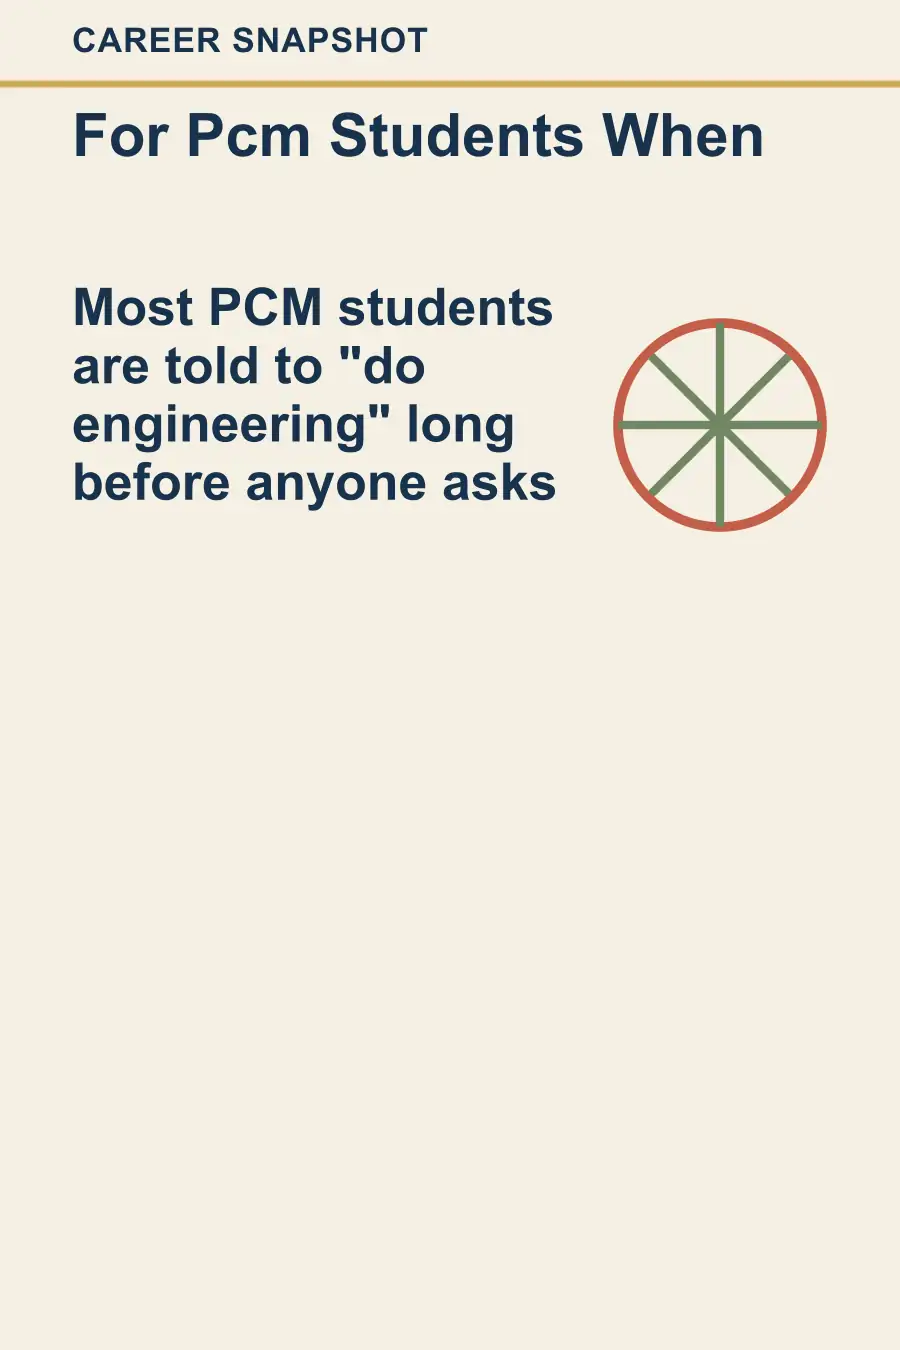 CAREER SNAPSHOT
For Pcm Students When
Most PCM students
are told to "do
engineering" long
before anyone asks